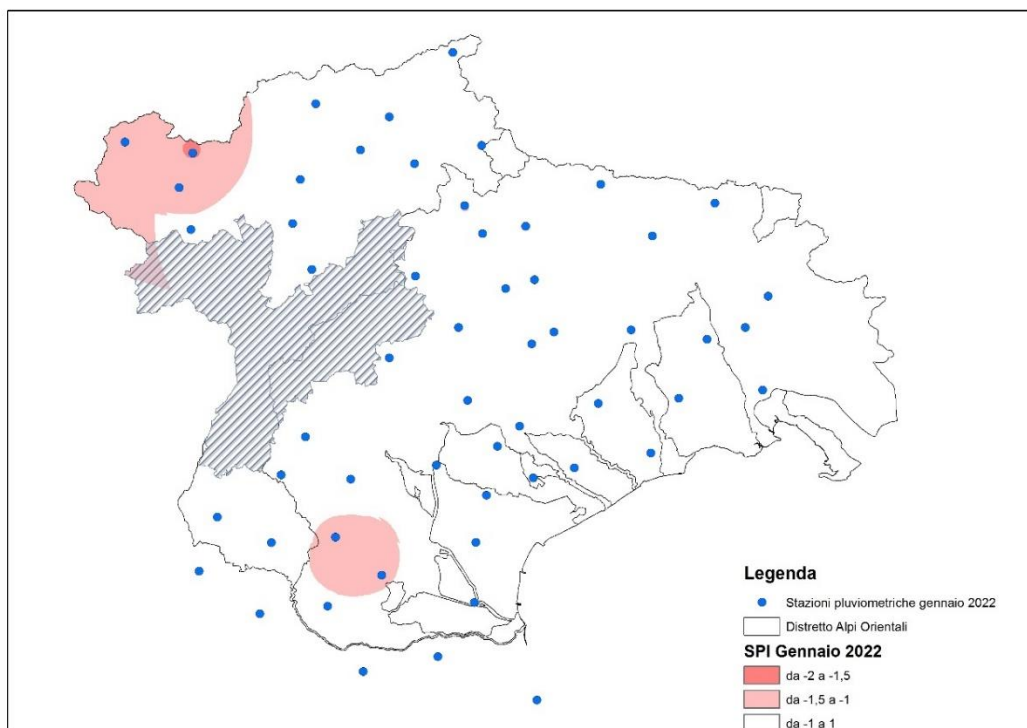 Legenda
Stazioni pluviometriche gennaio 2022
Distretto Alpi Orientali
SPI Gennaio 2022
da -2 a -1,5
da -1,5 a -1
da -1 a 1